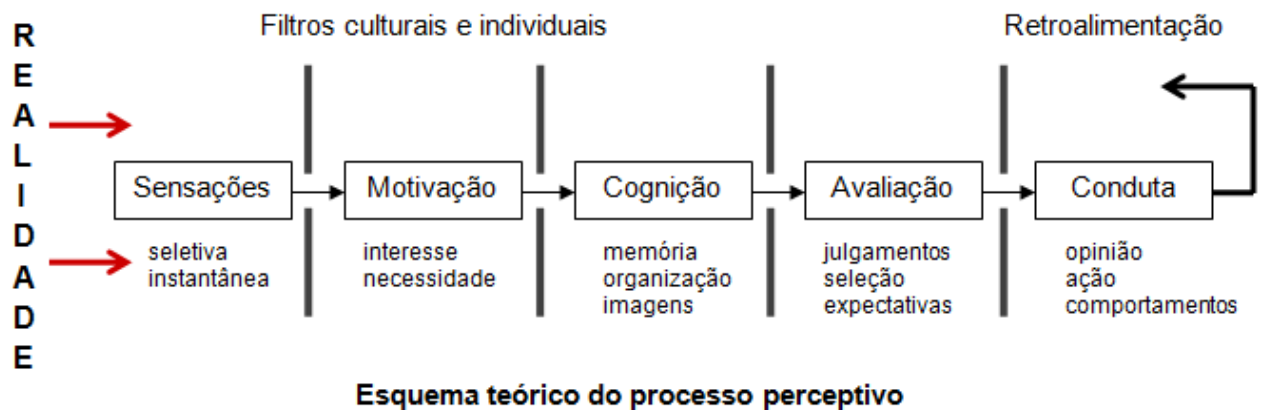 REALIDADE
Filtros culturais e individuais
Retroalimentação
Sensações
seletiva
instantânea
Motivação
interesse
necessidade
Cognição
memória
organização
imagens
Avaliação
julgamentos
seleção
expectativas
Conduta
opinião
ação
comportamentos
Esquema teórico do processo perceptivo